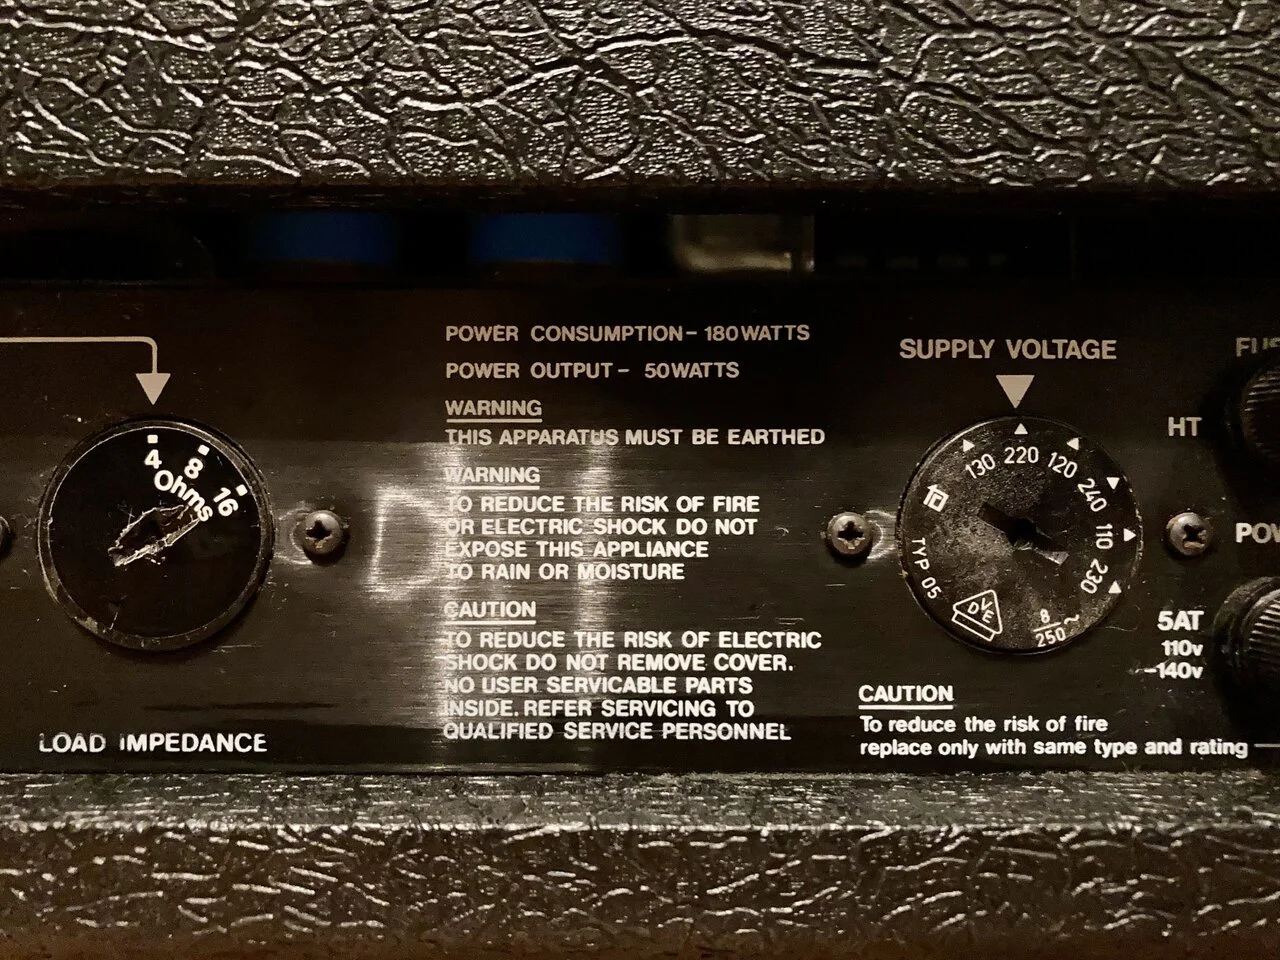 4
8
16
Ohms
LOAD IMPEDANCE
POWER CONSUMPTION - 180WATTS
POWER OUTPUT - 50WATTS
WARNING
THIS APPARATUS MUST BE EARTHED
WARNING
TO REDUCE THE RISK OF FIRE
OR ELECTRIC SHOCK DO NOT
EXPOSE THIS APPLIANCE
TO RAIN OR MOISTURE
CAUTION
TO REDUCE THE RISK OF ELECTRIC
SHOCK DO NOT REMOVE COVER.
NO USER SERVICABLE PARTS
INSIDE. REFER SERVICING TO
QUALIFIED SERVICE PERSONNEL
SUPPLY VOLTAGE
130 220 120 240 110 230
TYP 05
DVE
8/250~
CAUTION
To reduce the risk of fire
replace only with same type and rating
HT
5AT
110v
-140v